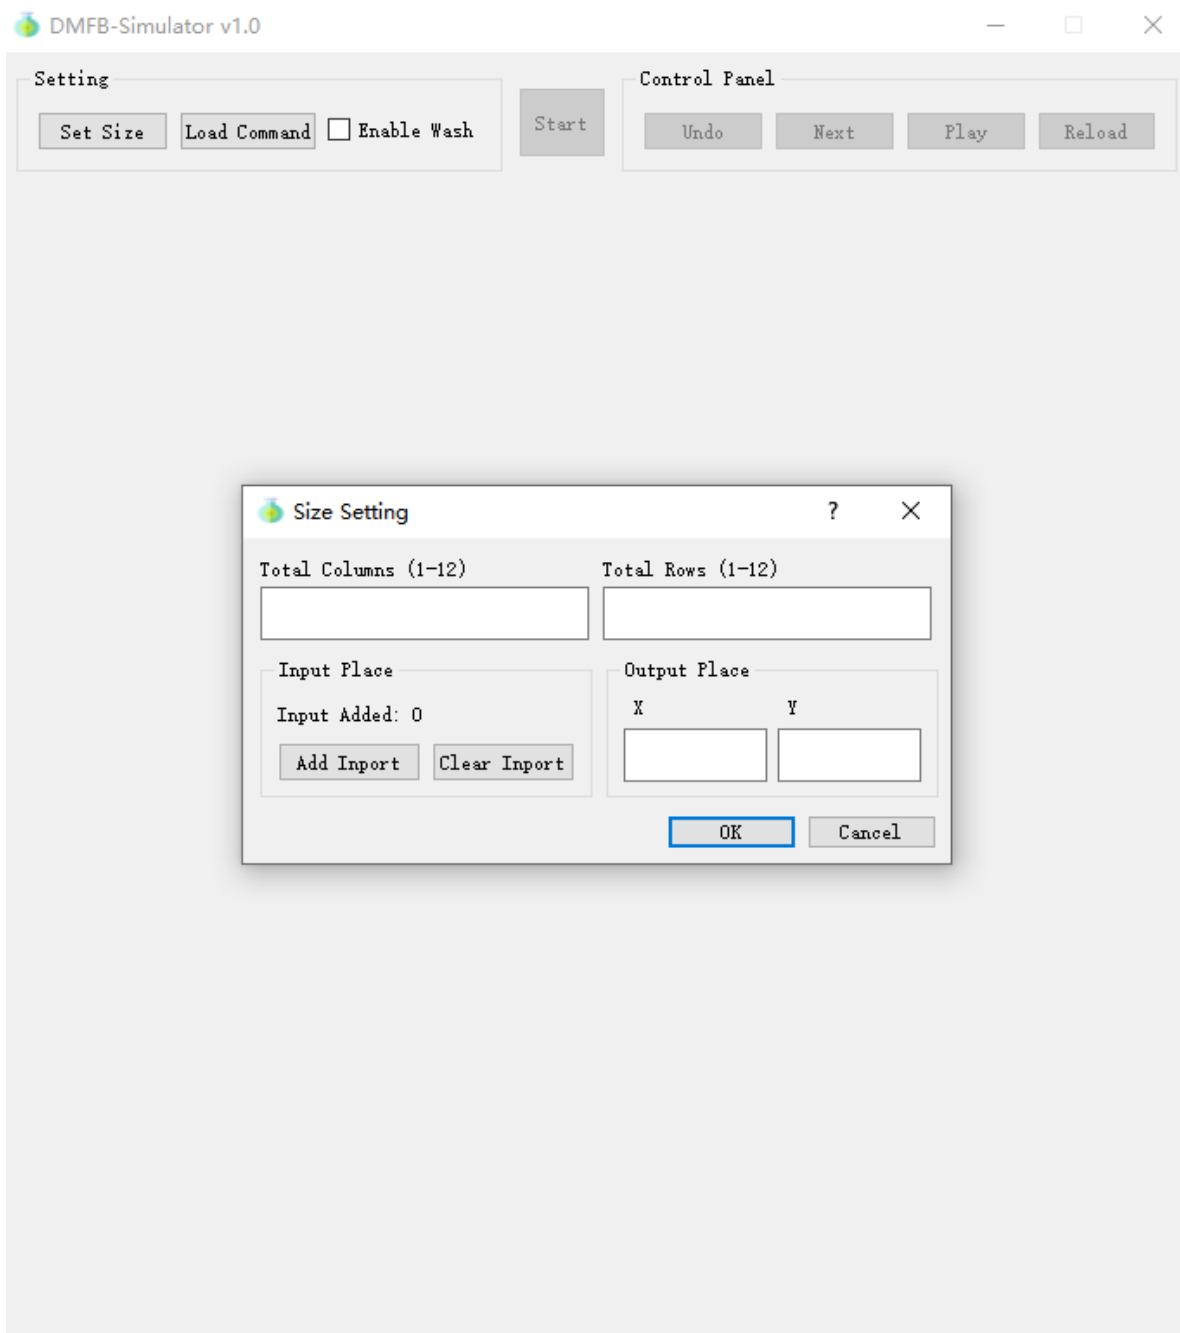 DMFB-Simulator v1.0
Setting
Control Panel
Set Size Load Command Enable Wash Start Undo Next Play Reload
Size Setting ?
Total Columns (1-12) Total Rows (1-12)
Input Place Output Place
Input Added: 0 X Y
Add Inport Clear Inport
OK Cancel